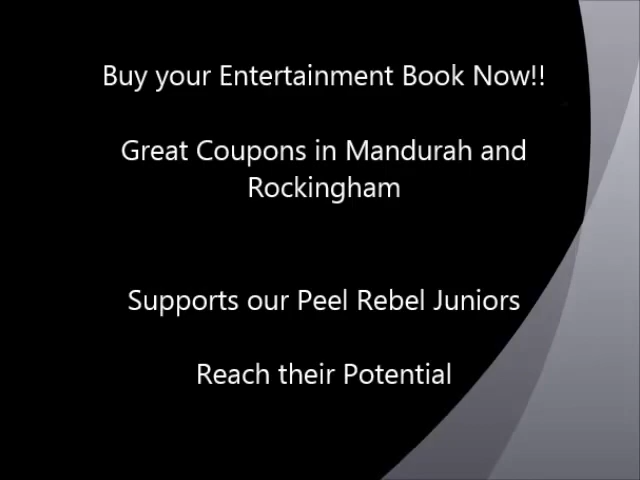 Buy your Entertainment Book Now!!
Great Coupons in Mandurah and
Rockingham
Supports our Peel Rebel Juniors
Reach their Potential